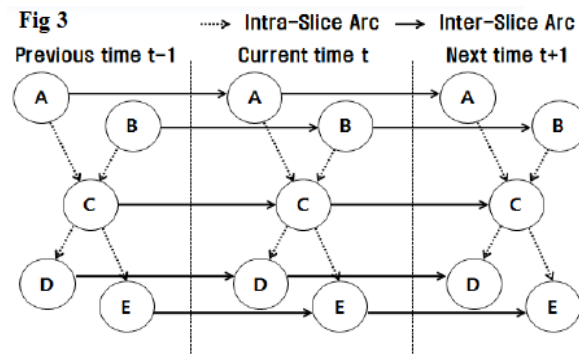 Fig 3
Intra-Slice Arc Inter-Slice Arc
Previous time t-1 Current time t Next time t+1
A A A
B B B
C C C
D D D
E E E